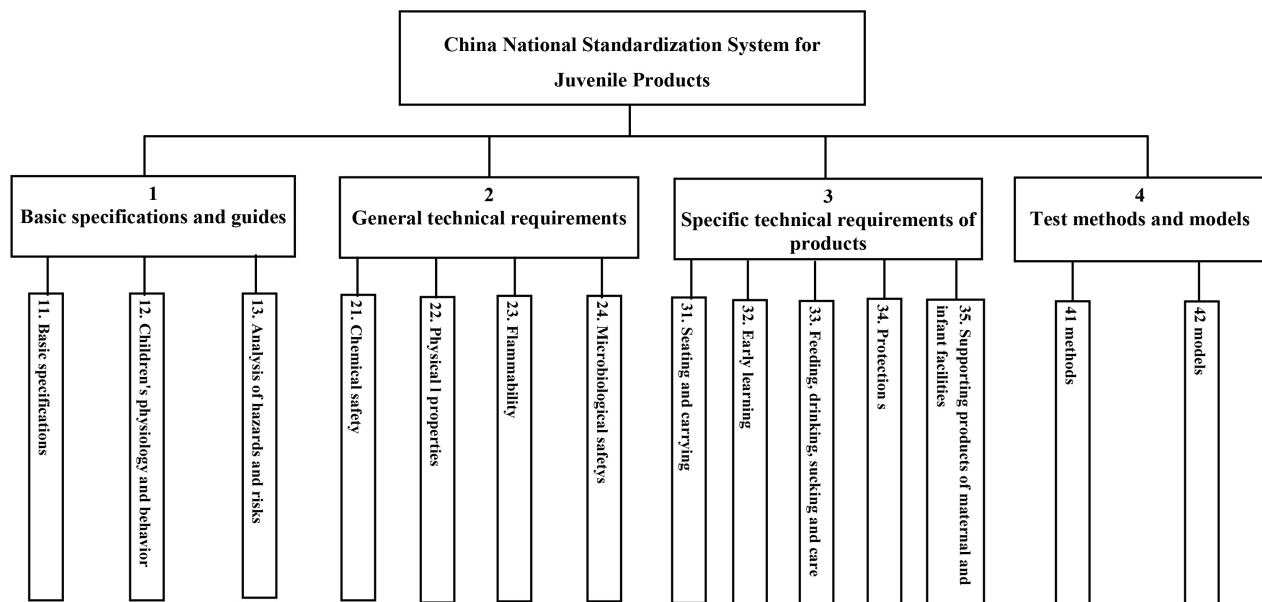 China National Standardization System for
Juvenile Products
1
Basic specifications and guides
2
General technical requirements
3
Specific technical requirements of
products
4
Test methods and models
11. Basic specifications
12. Children's physiology and behavior
13. Analysis of hazards and risks
21. Chemical safety
22. Physical l properties
23. Flammability
24. Microbiological safetys
31. Seating and carrying
32. Early learning
33. Feeding, drinking, sucking and care
34. Protection s
35. Supporting products of maternal and
infant facilities
41 methods
42 models